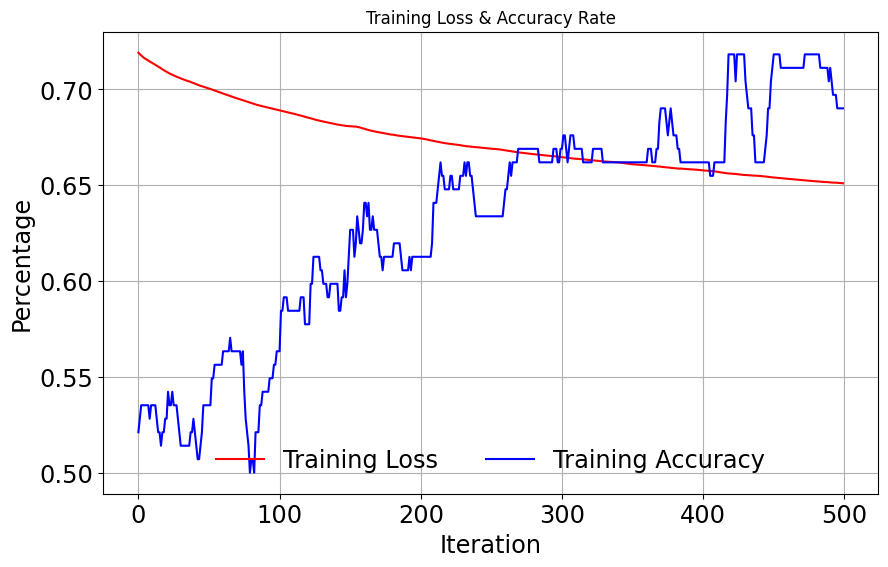 Training Loss & Accuracy Rate
Percentage
0.70
0.65
0.60
0.55
0.50
Training Loss
Training Accuracy
0
100
200
300
400
500
Iteration